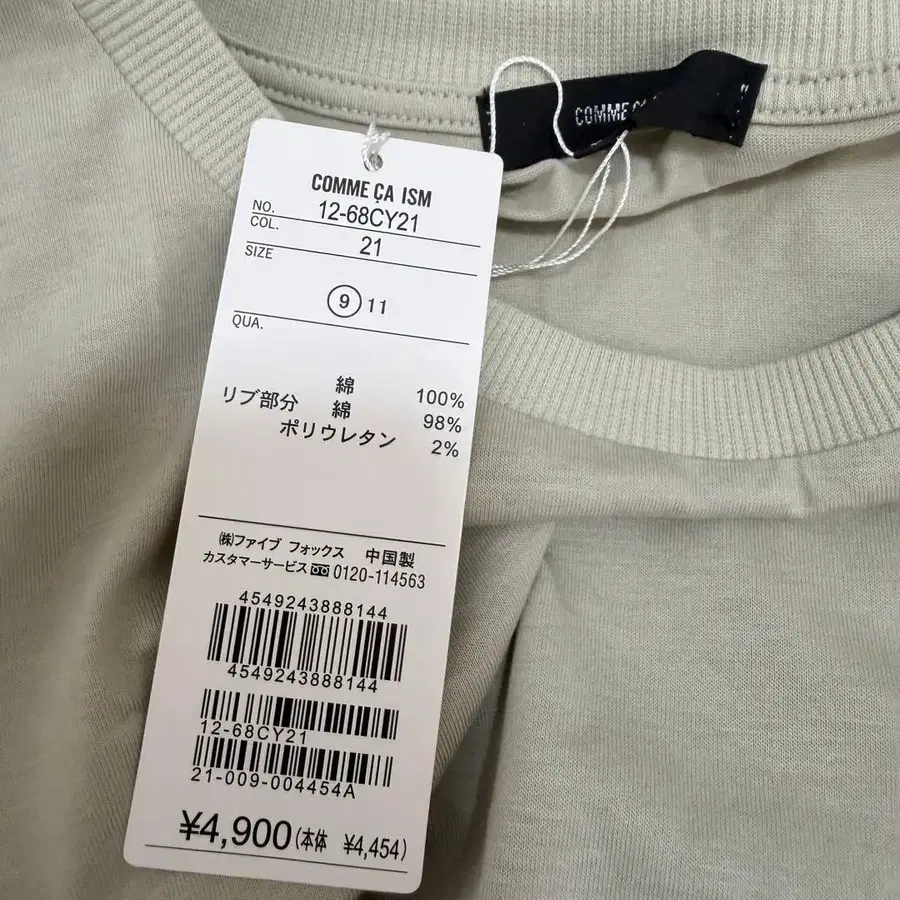 COMME ÇA
COMME ÇA ISM
NO. 12-68CY21
COL. 21
SIZE
9 11
QUA.
綿 100%
リブ部分 綿 98%
ポリウレタン 2%
㈱ファイブ フォックス 中国製
カスタマーサービス 0120-114563
4549243888144
4549243888144
12-68CY21
21-009-004454A
¥4,900(本体 ¥4,454)